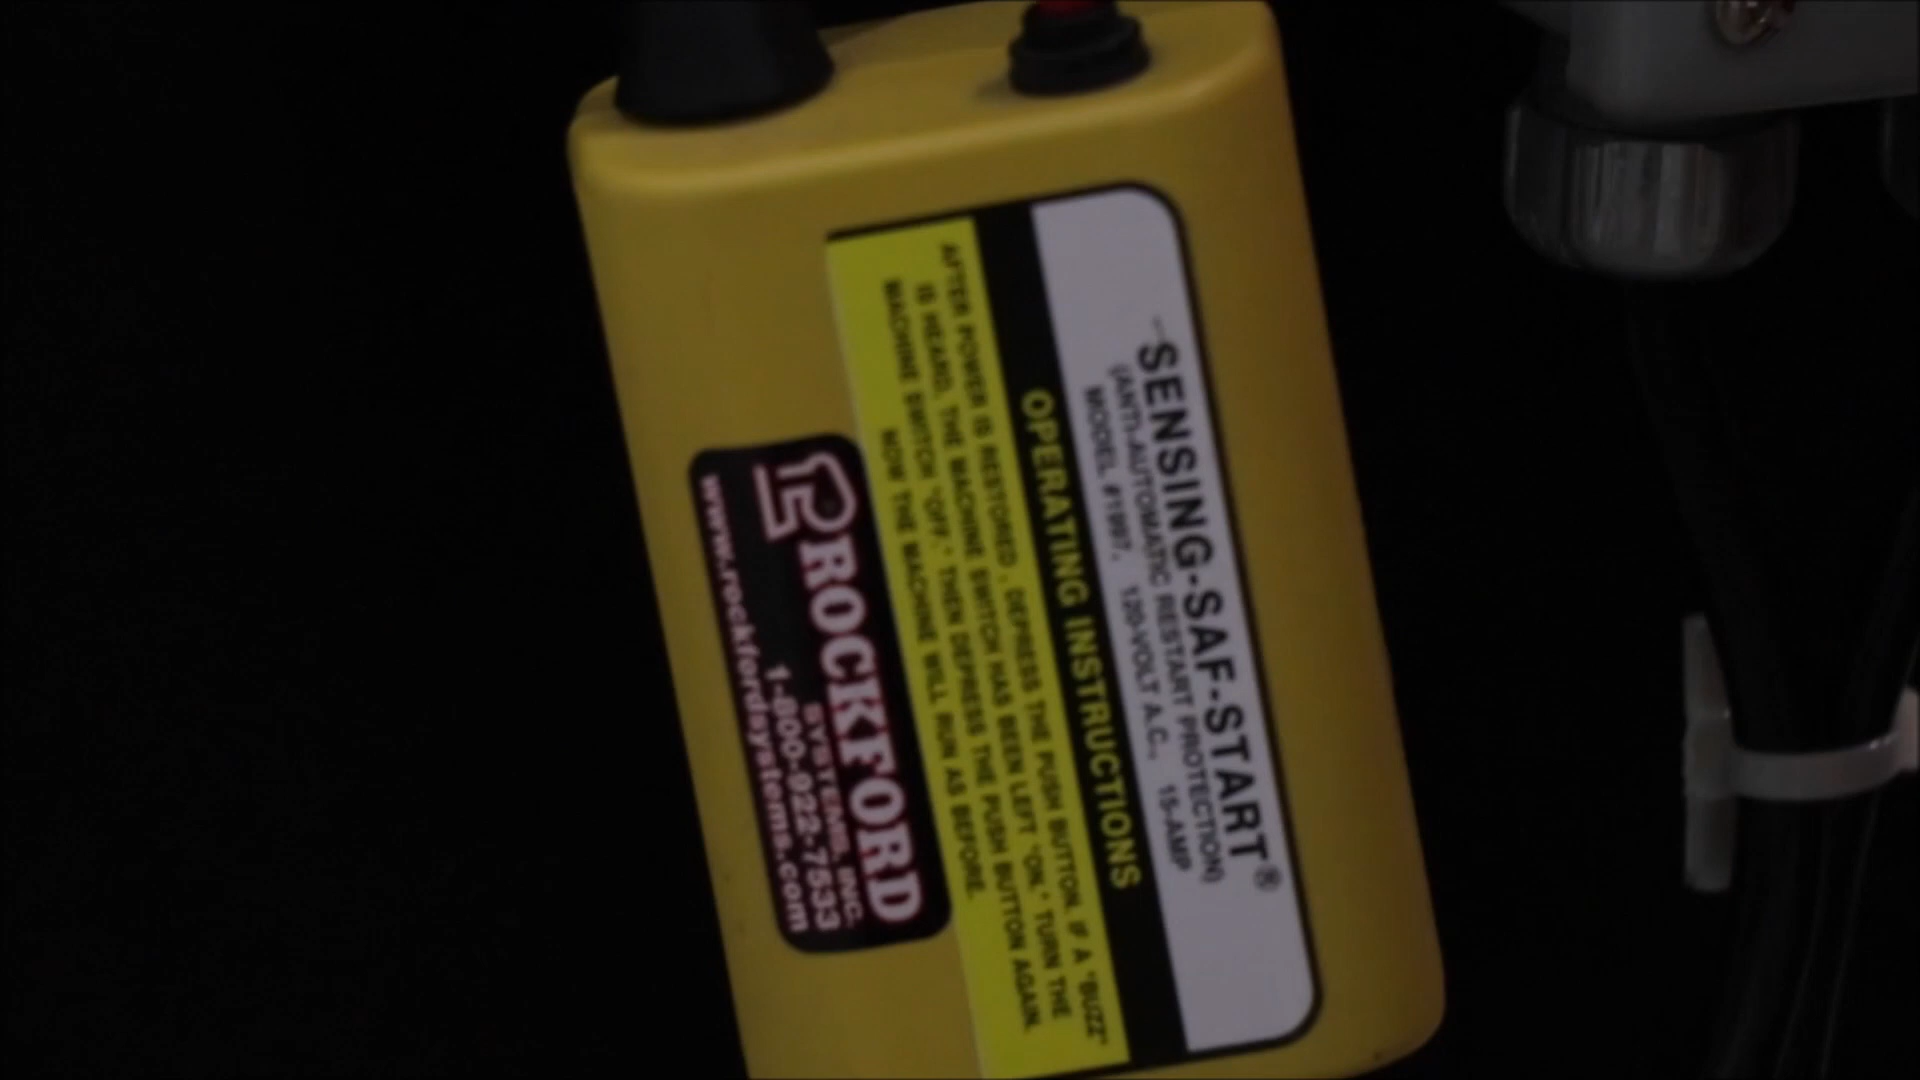 SENSING-SAF-START®
(ANTI-AUTOMATIC RESTART PROTECTION)
MODEL #1997, 120-VOLT A.C., 15-AMP
OPERATING INSTRUCTIONS
AFTER POWER IS RESTORED, DEPRESS THE PUSH BUTTON. IF A "BUZZ"
IS HEARD, THE MACHINE SWITCH HAS BEEN LEFT "ON." TURN THE
MACHINE SWITCH "OFF." THEN DEPRESS THE PUSH BUTTON AGAIN.
NOW THE MACHINE WILL RUN AS BEFORE.
ROCKFORD
SYSTEMS, INC.
1-800-922-7533
www.rockfordsystems.com